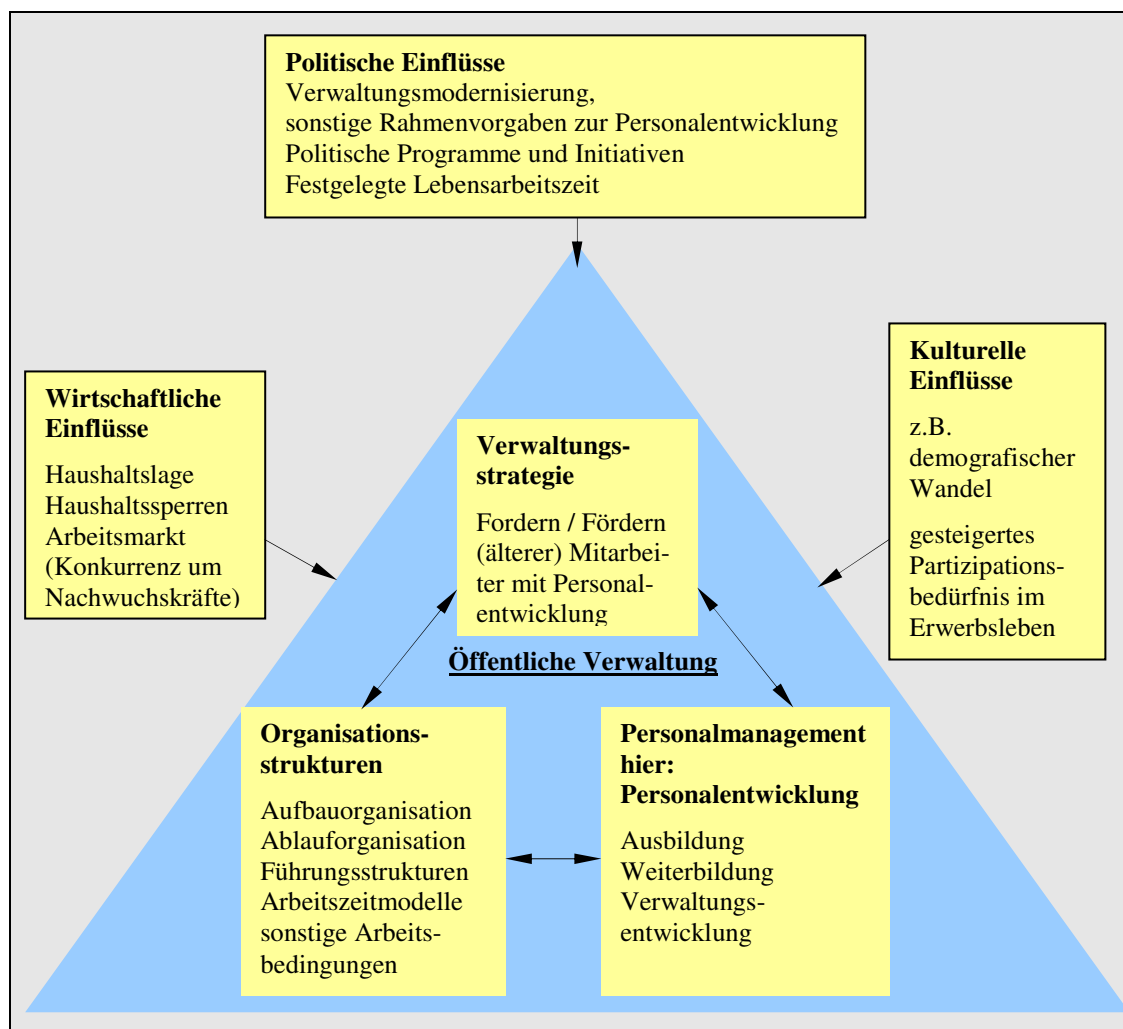 Politische Einflüsse
Verwaltungsmodernisierung,
sonstige Rahmenvorgaben zur Personalentwicklung
Politische Programme und Initiativen
Festgelegte Lebensarbeitszeit
Wirtschaftliche
Einflüsse
Haushaltslage
Haushaltssperren
Arbeitsmarkt
(Konkurrenz um
Nachwuchskräfte)
Kulturelle
Einflüsse
z.B.
demografischer
Wandel
gesteigertes
Partizipations-
bedürfnis im
Erwerbsleben
Verwaltungs-
strategie
Fordern / Fördern
(älterer) Mitarbei-
ter mit Personal-
entwicklung
Öffentliche Verwaltung
Organisations-
strukturen
Aufbauorganisation
Ablauforganisation
Führungsstrukturen
Arbeitszeitmodelle
sonstige Arbeits-
bedingungen
Personalmanagement
hier:
Personalentwicklung
Ausbildung
Weiterbildung
Verwaltungs-
entwicklung